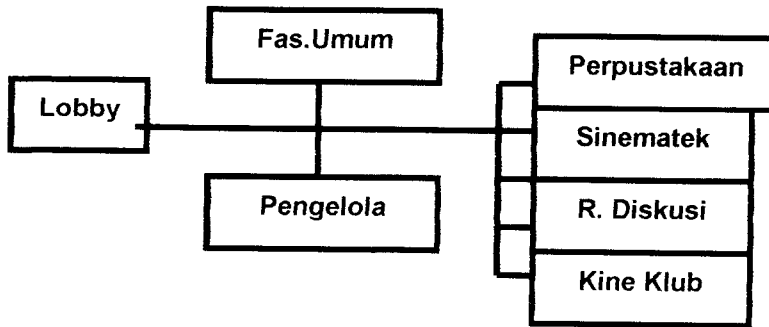 Fas.Umum
Lobby
Pengelola
Perpustakaan
Sinematek
R. Diskusi
Kine Klub